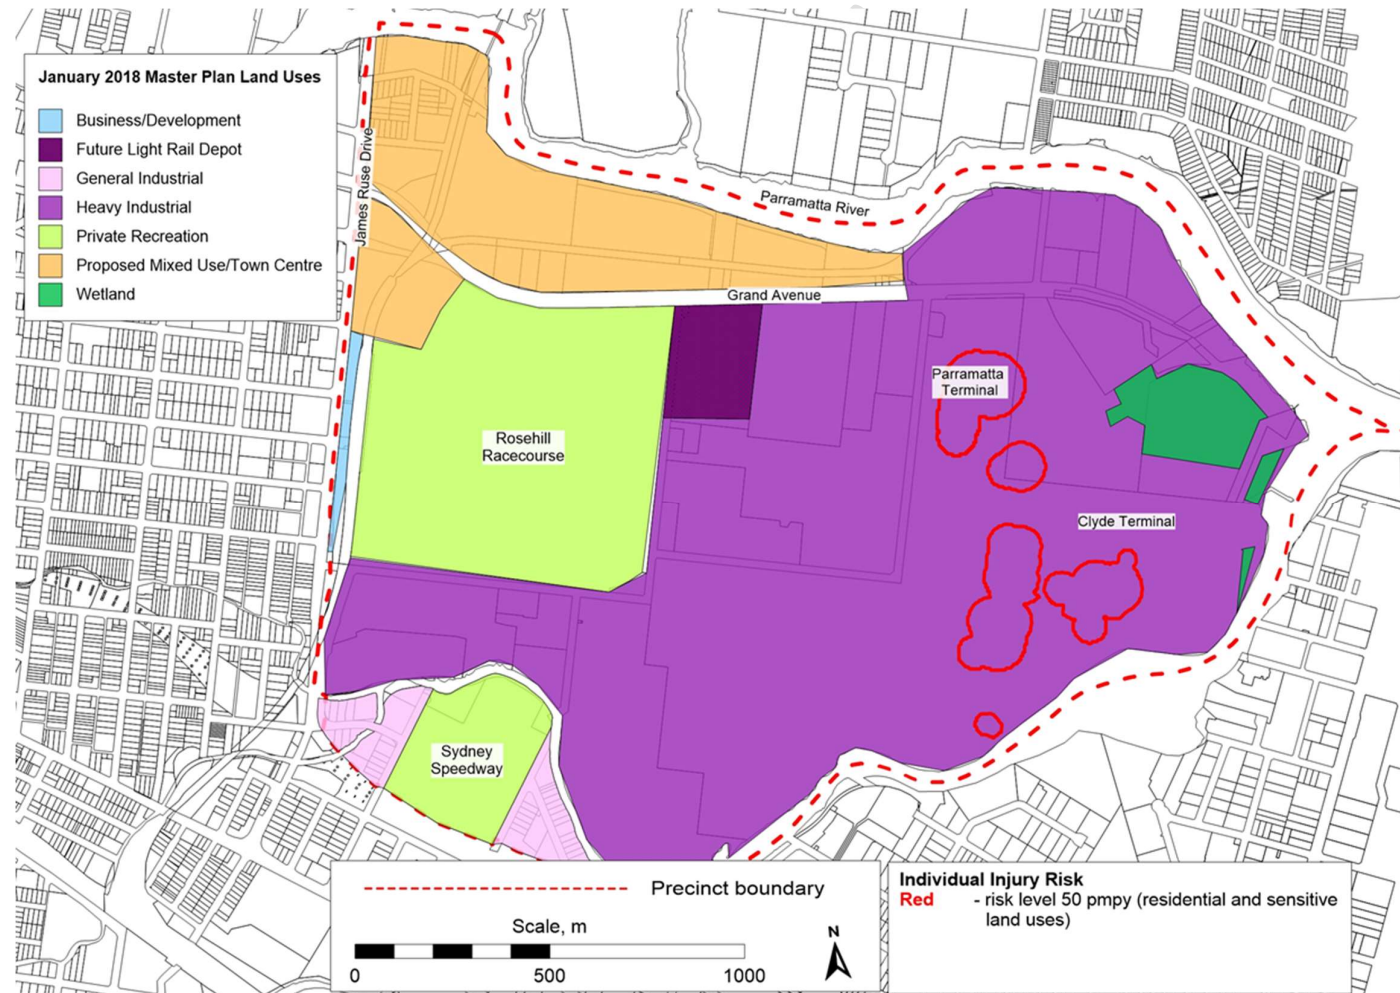 January 2018 Master Plan Land Uses
Business/Development
Future Light Rail Depot
General Industrial
Heavy Industrial
Private Recreation
Proposed Mixed Use/Town Centre
Wetland
James Ruse Drive
Parramatta River
Grand Avenue
Parramatta
Terminal
Rosehill
Racecourse
Clyde Terminal
Sydney
Speedway
Precinct boundary
Scale, m
0 500 1000
N
Individual Injury Risk
Red - risk level 50 pmpy (residential and sensitive
land uses)